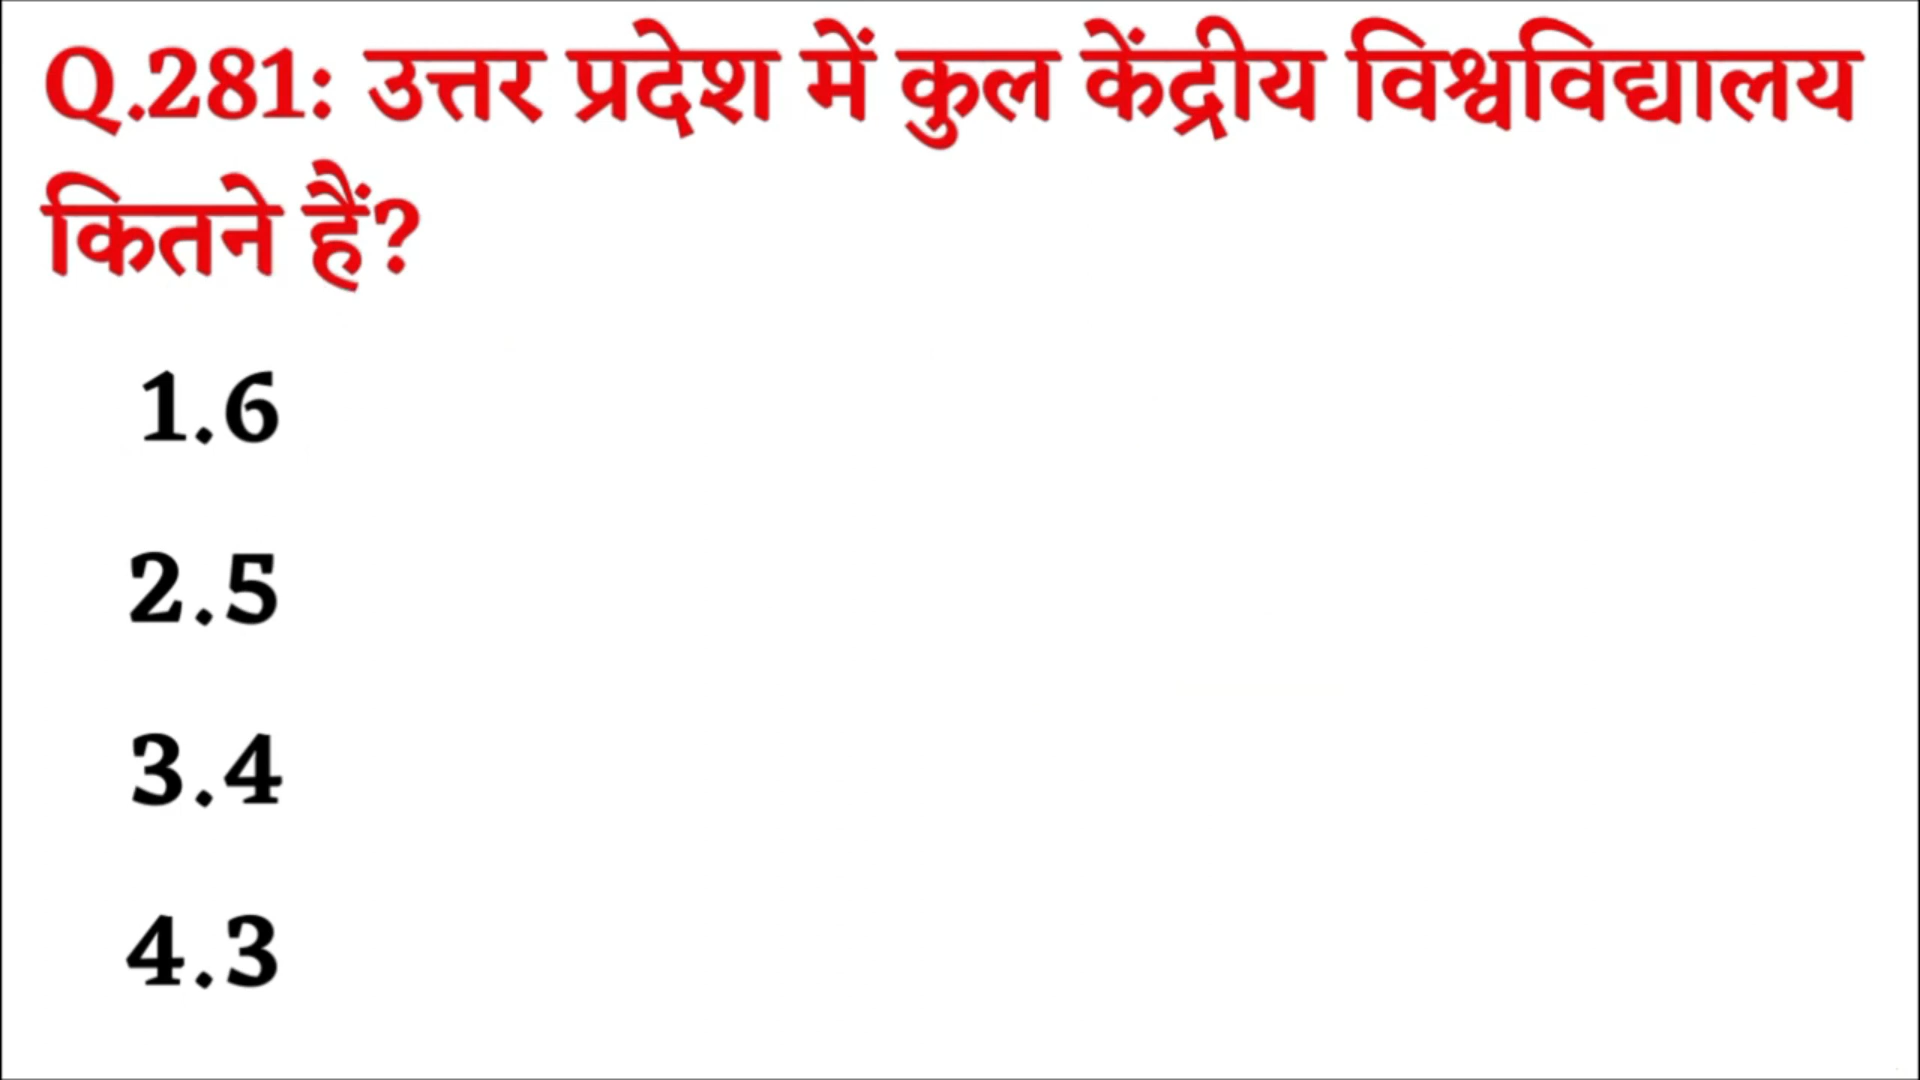 Q.281: उत्तर प्रदेश में कुल केंद्रीय विश्वविद्यालय
कितने हैं?
1.6
2.5
3.4
4.3